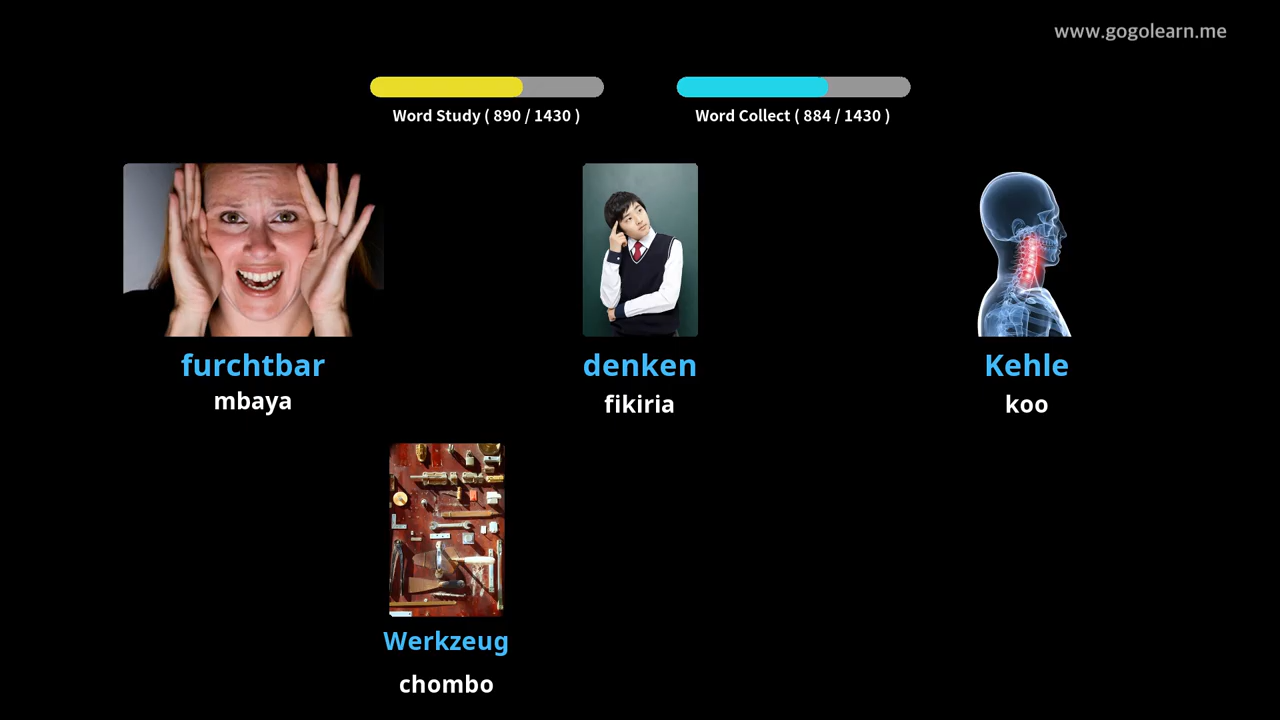 www.gogolearn.me
Word Study ( 890 / 1430 )
Word Collect ( 884 / 1430 )
furchtbar
mbaya
denken
fikiria
Kehle
koo
Werkzeug
chombo